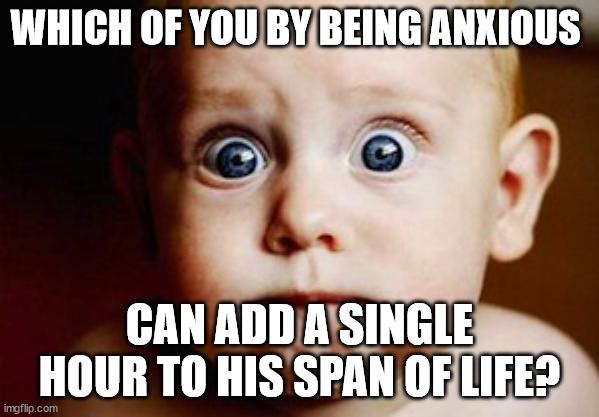 WHICH OF YOU BY BEING ANXIOUS
CAN ADD A SINGLE
HOUR TO HIS SPAN OF LIFE?
imgflip.com